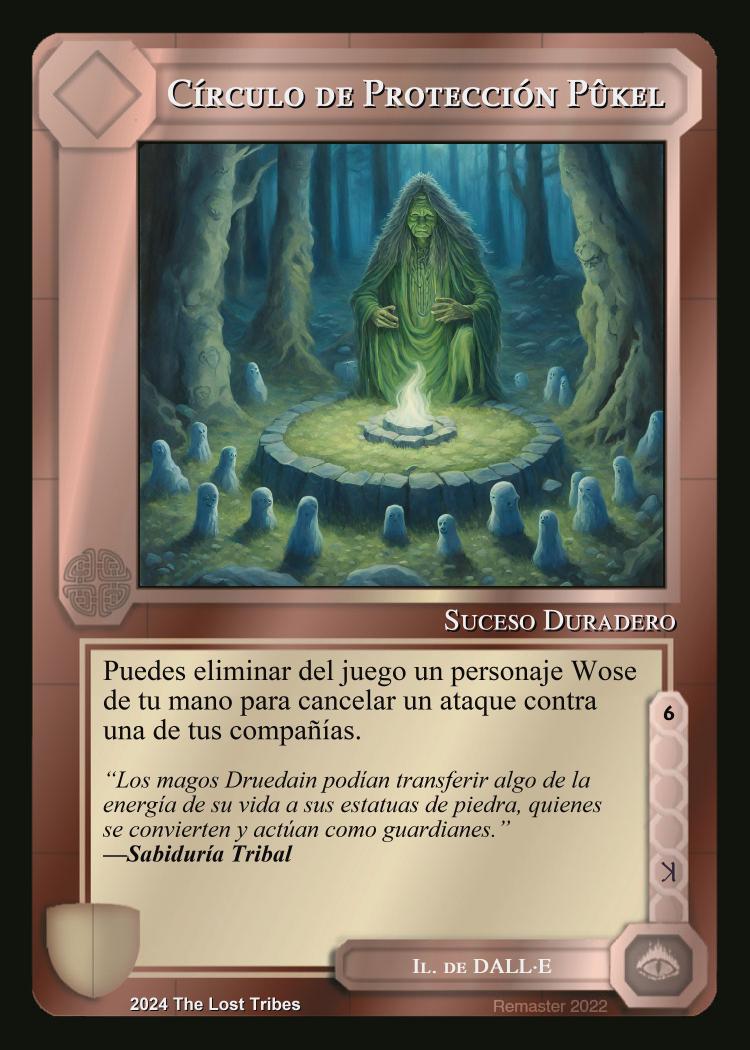 Círculo de Protección Pûkel
Suceso Duradero
Puedes eliminar del juego un personaje Wose
de tu mano para cancelar un ataque contra
una de tus compañías.
6
“Los magos Druedain podían transferir algo de la
energía de su vida a sus estatuas de piedra, quienes
se convierten y actúan como guardianes.”
—Sabiduría Tribal
Il. de DALL·E
2024 The Lost Tribes
Remaster 2022